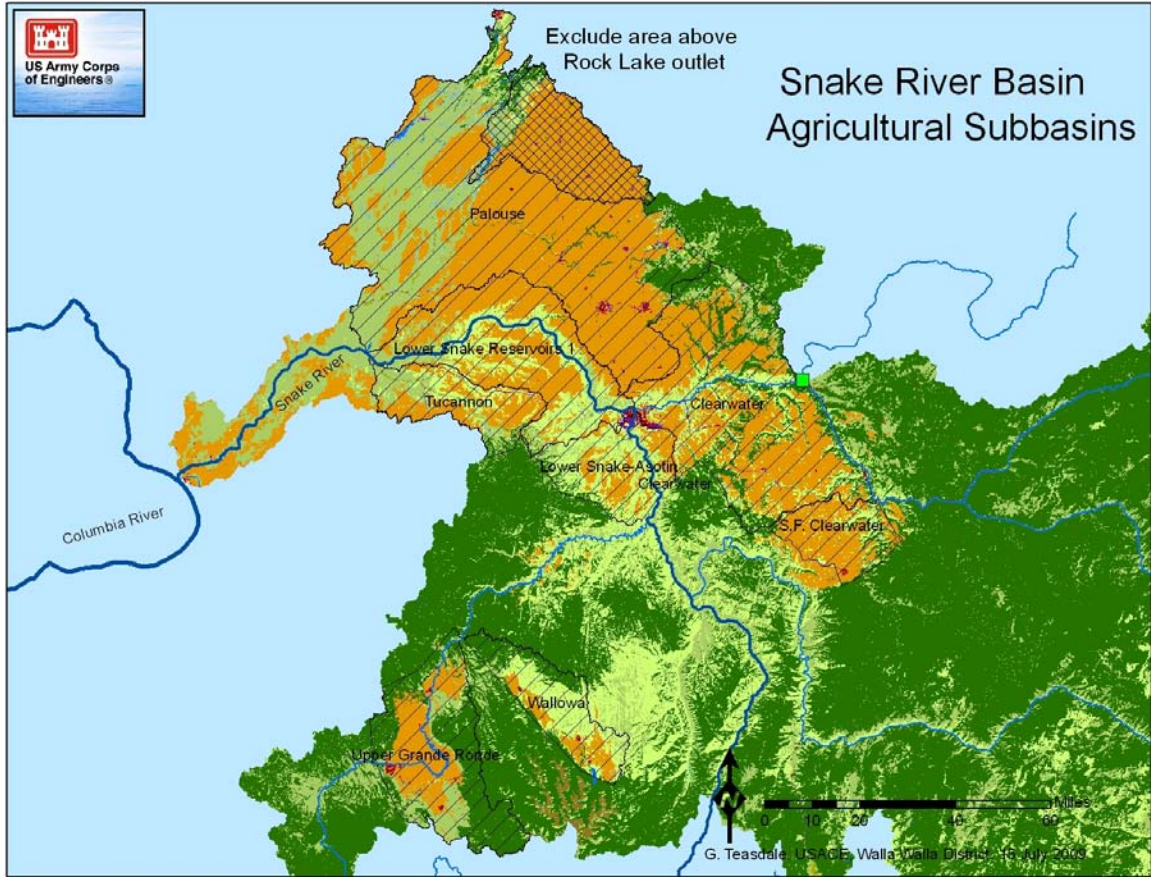 US Army Corps
of Engineers ®
Exclude area above
Rock Lake outlet
Snake River Basin
Agricultural Subbasins
Palouse
Lower Snake Reservoirs 1
Snake River
Tucannon
Clearwater
Lower Snake-Asotin
Clearwater
Columbia River
S.F. Clearwater
Wallowa
Upper Grande Ronde
N
Miles
0 10 20 40 60
G. Teasdale, USACE, Walla Walla District, 15 July 2009